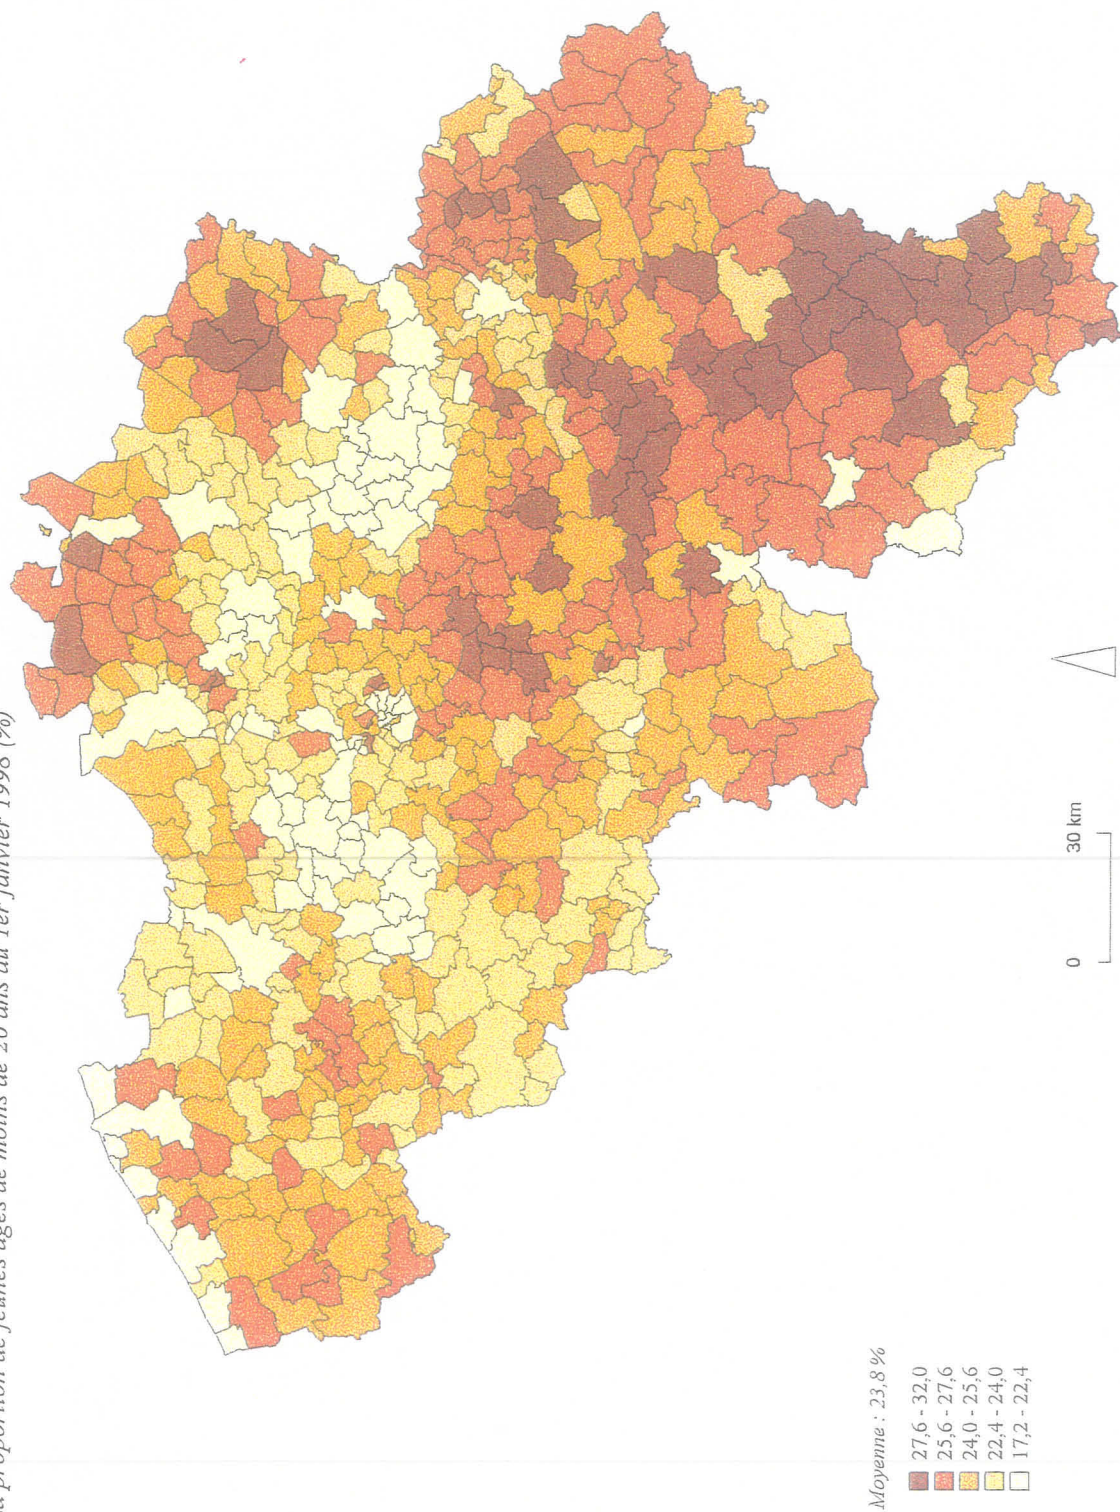 proportion de jeunes âgés de moins de 20 ans au 1er janvier 1998 (%)
Moyenne : 23,8 %
27,6 - 32,0
25,6 - 27,6
24,0 - 25,6
22,4 - 24,0
17,2 - 22,4
0 30 km